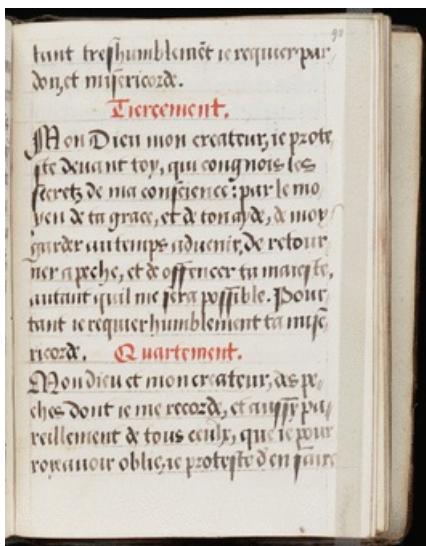 90
tant treshumblemēt ie requier par
don, et misericorde.
Tiercement.
Mon Dieu mon createur, ie prote
ste deuant toy, qui congnois les
secretz de ma conscience: par le mo
yen de ta grace, et de ton ayde, de moy
garder au temps aduenir, de retour
ner a peche, et de offencer ta maieste,
autant quil me sera possible. Pour
tant ie requier humblement ta mise
ricorde. Quartement.
Mon dieu et mon createur, des pe
ches dont ie me recorde, et aussy pa
reillement de tous ceulx, que ie pour
roye auoir oblie, ie proteste d'en faire